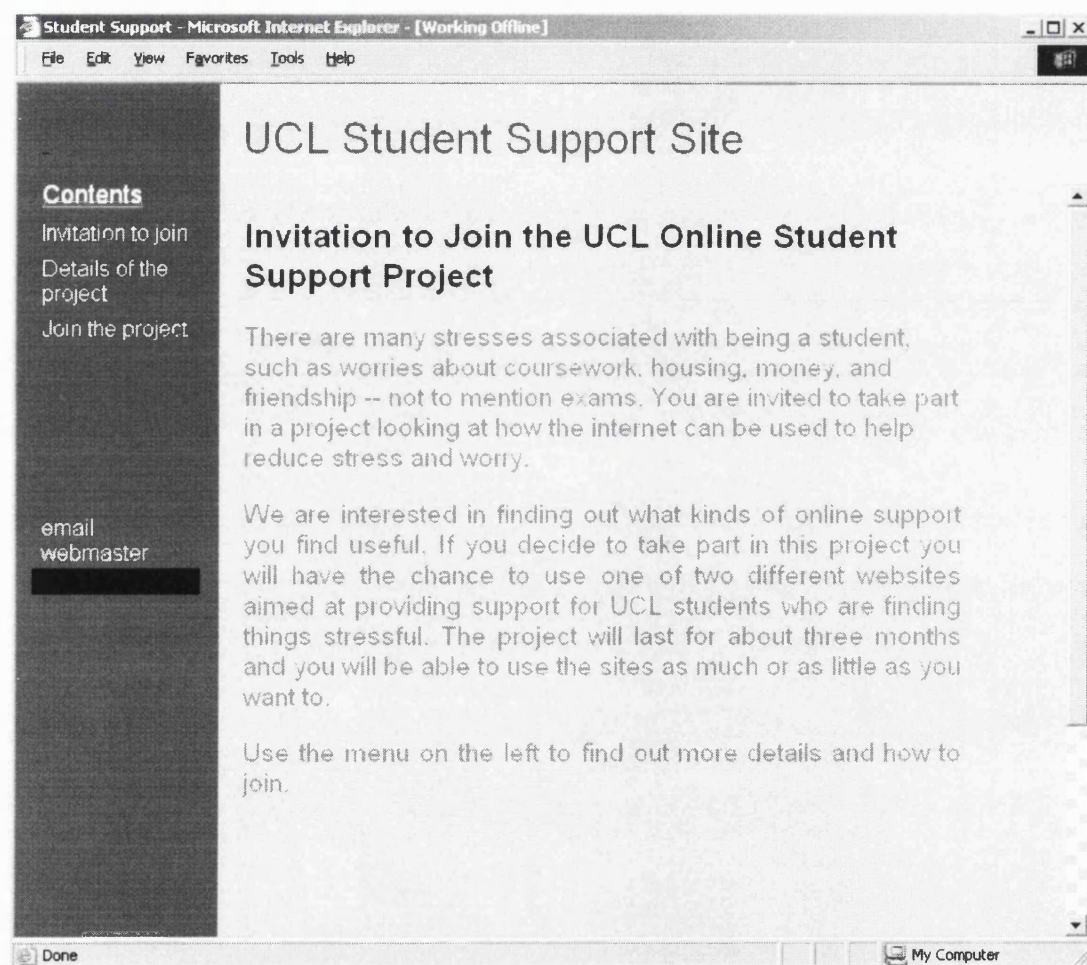 Student Support - Microsoft Internet Explorer - [Working Offline]
File Edit View Favorites Tools Help
UCL Student Support Site
Contents
Invitation to join
Details of the
project
Join the project
email
webmaster
Invitation to Join the UCL Online Student
Support Project
There are many stresses associated with being a student,
such as worries about coursework, housing, money, and
friendship -- not to mention exams. You are invited to take part
in a project looking at how the internet can be used to help
reduce stress and worry.
We are interested in finding out what kinds of online support
you find useful. If you decide to take part in this project you
will have the chance to use one of two different websites
aimed at providing support for UCL students who are finding
things stressful. The project will last for about three months
and you will be able to use the sites as much or as little as you
want to.
Use the menu on the left to find out more details and how to
join.
Done
My Computer